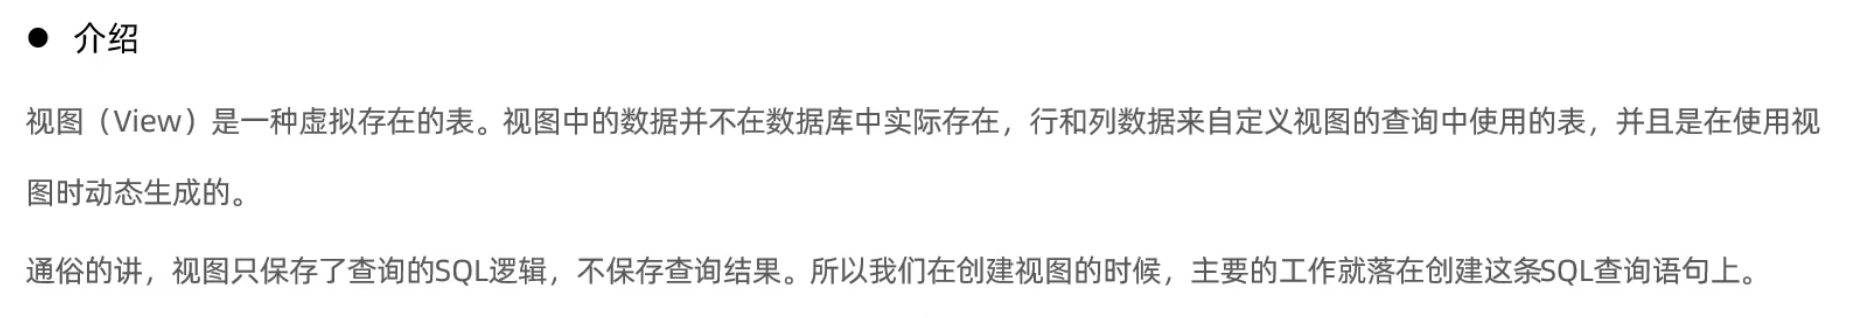 ● 介绍
视图（View）是一种虚拟存在的表。视图中的数据并不在数据库中实际存在，行和列数据来自定义视图的查询中使用的表，并且是在使用视
图时动态生成的。
通俗的讲，视图只保存了查询的SQL逻辑，不保存查询结果。所以我们在创建视图的时候，主要的工作就落在创建这条SQL查询语句上。